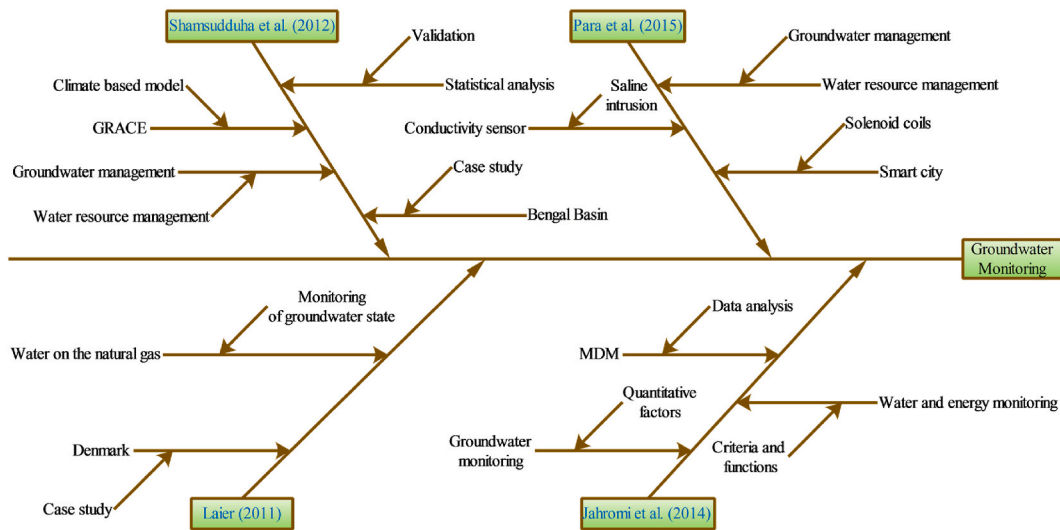 Shamsudduha et al. (2012)
Validation
Climate based model
Statistical analysis
GRACE
Groundwater management
Case study
Water resource management
Bengal Basin
Para et al. (2015)
Groundwater management
Saline
intrusion
Water resource management
Conductivity sensor
Solenoid coils
Smart city
Groundwater
Monitoring
Monitoring
of groundwater state
Water on the natural gas
Denmark
Case study
Laier (2011)
Data analysis
MDM
Quantitative
factors
Water and energy monitoring
Groundwater
monitoring
Criteria and
functions
Jahromi et al. (2014)